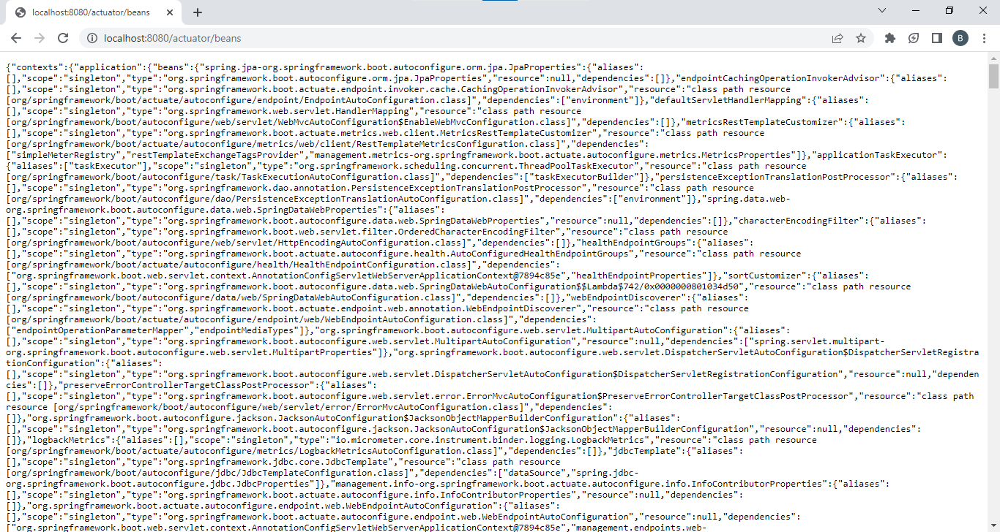 localhost:8080/actuator/beans
localhost:8080/actuator/beans
B
{"contexts":{"application":{"beans":{"spring.jpa-org.springframework.boot.autoconfigure.orm.jpa.JpaProperties":{"aliases":
[],"scope":"singleton","type":"org.springframework.boot.autoconfigure.orm.jpa.JpaProperties","resource":null,"dependencies":[]},"endpointCachingOperationInvokerAdvisor":{"aliases":
[],"scope":"singleton","type":"org.springframework.boot.actuate.endpoint.invoker.cache.CachingOperationInvokerAdvisor","resource":"class path resource
[org/springframework/boot/actuate/autoconfigure/endpoint/EndpointAutoConfiguration.class]","dependencies":["environment"]},"defaultServletHandlerMapping":{"aliases":
[],"scope":"singleton","type":"org.springframework.web.servlet.HandlerMapping","resource":"class path resource
[org/springframework/boot/autoconfigure/web/servlet/WebMvcAutoConfiguration$EnableWebMvcConfiguration.class]","dependencies":[]},"metricsRestTemplateCustomizer":{"aliases":
[],"scope":"singleton","type":"org.springframework.boot.actuate.metrics.web.client.MetricsRestTemplateCustomizer","resource":"class path resource
[org/springframework/boot/actuate/autoconfigure/metrics/web/client/RestTemplateMetricsConfiguration.class]","dependencies":
["simpleMeterRegistry","restTemplateExchangeTagsProvider","management.metrics-org.springframework.boot.actuate.autoconfigure.metrics.MetricsProperties"]},"applicationTaskExecutor":
{"aliases":["taskExecutor"],"scope":"singleton","type":"org.springframework.scheduling.concurrent.ThreadPoolTaskExecutor","resource":"class path resource
[org/springframework/boot/autoconfigure/task/TaskExecutionAutoConfiguration.class]","dependencies":["taskExecutorBuilder"]},"persistenceExceptionTranslationPostProcessor":{"aliases":
[],"scope":"singleton","type":"org.springframework.dao.annotation.PersistenceExceptionTranslationPostProcessor","resource":"class path resource
[org/springframework/boot/autoconfigure/dao/PersistenceExceptionTranslationAutoConfiguration.class]","dependencies":["environment"]},"spring.data.web-
org.springframework.boot.autoconfigure.data.web.SpringDataWebProperties":{"aliases":
[],"scope":"singleton","type":"org.springframework.boot.autoconfigure.data.web.SpringDataWebProperties","resource":null,"dependencies":[]},"characterEncodingFilter":{"aliases":
[],"scope":"singleton","type":"org.springframework.boot.web.servlet.filter.OrderedCharacterEncodingFilter","resource":"class path resource
[org/springframework/boot/autoconfigure/web/servlet/HttpEncodingAutoConfiguration.class]","dependencies":[]},"healthEndpointGroups":{"aliases":
[],"scope":"singleton","type":"org.springframework.boot.actuate.autoconfigure.health.AutoConfiguredHealthEndpointGroups","resource":"class path resource
[org/springframework/boot/actuate/autoconfigure/health/HealthEndpointConfiguration.class]","dependencies":
["org.springframework.boot.web.servlet.context.AnnotationConfigServletWebServerApplicationContext@7894c85e","healthEndpointProperties"]},"sortCustomizer":{"aliases":
[],"scope":"singleton","type":"org.springframework.boot.autoconfigure.data.web.SpringDataWebAutoConfiguration$$Lambda$742/0x0000000801034d50","resource":"class path resource
[org/springframework/boot/autoconfigure/data/web/SpringDataWebAutoConfiguration.class]","dependencies":[]},"webEndpointDiscoverer":{"aliases":
[],"scope":"singleton","type":"org.springframework.boot.actuate.endpoint.web.annotation.WebEndpointDiscoverer","resource":"class path resource
[org/springframework/boot/actuate/autoconfigure/endpoint/web/WebEndpointAutoConfiguration.class]","dependencies":
["endpointOperationParameterMapper","endpointMediaTypes"]},"org.springframework.boot.autoconfigure.web.servlet.MultipartAutoConfiguration":{"aliases":
[],"scope":"singleton","type":"org.springframework.boot.autoconfigure.web.servlet.MultipartAutoConfiguration","resource":null,"dependencies":["spring.servlet.multipart-
org.springframework.boot.autoconfigure.web.servlet.MultipartProperties"]},"org.springframework.boot.autoconfigure.web.servlet.DispatcherServletAutoConfiguration$DispatcherServletRegistra
tionConfiguration":{"aliases":
[],"scope":"singleton","type":"org.springframework.boot.autoconfigure.web.servlet.DispatcherServletAutoConfiguration$DispatcherServletRegistrationConfiguration","resource":null,"dependen
cies":[]},"preserveErrorControllerTargetClassPostProcessor":{"aliases":
[],"scope":"singleton","type":"org.springframework.boot.autoconfigure.web.servlet.error.ErrorMvcAutoConfiguration$PreserveErrorControllerTargetClassPostProcessor","resource":"class path
resource [org/springframework/boot/autoconfigure/web/servlet/error/ErrorMvcAutoConfiguration.class]","dependencies":
[]},"org.springframework.boot.autoconfigure.jackson.JacksonAutoConfiguration$JacksonObjectMapperBuilderConfiguration":{"aliases":
[],"scope":"singleton","type":"org.springframework.boot.autoconfigure.jackson.JacksonAutoConfiguration$JacksonObjectMapperBuilderConfiguration","resource":null,"dependencies":
[]},"logbackMetrics":{"aliases":[],"scope":"singleton","type":"io.micrometer.core.instrument.binder.logging.LogbackMetrics","resource":"class path resource
[org/springframework/boot/actuate/autoconfigure/metrics/LogbackMetricsAutoConfiguration.class]","dependencies":[]},"jdbcTemplate":{"aliases":
[],"scope":"singleton","type":"org.springframework.jdbc.core.JdbcTemplate","resource":"class path resource
[org/springframework/boot/autoconfigure/jdbc/JdbcTemplateConfiguration.class]","dependencies":["dataSource","spring.jdbc-
org.springframework.boot.autoconfigure.jdbc.JdbcProperties"]},"management.info-org.springframework.boot.actuate.autoconfigure.info.InfoContributorProperties":{"aliases":
[],"scope":"singleton","type":"org.springframework.boot.actuate.autoconfigure.info.InfoContributorProperties","resource":null,"dependencies":
[]},"org.springframework.boot.actuate.autoconfigure.endpoint.web.WebEndpointAutoConfiguration":{"aliases":
[],"scope":"singleton","type":"org.springframework.boot.actuate.autoconfigure.endpoint.web.WebEndpointAutoConfiguration","resource":null,"dependencies":
["org.springframework.boot.web.servlet.context.AnnotationConfigServletWebServerApplicationContext@7894c85e","management.endpoints.web-